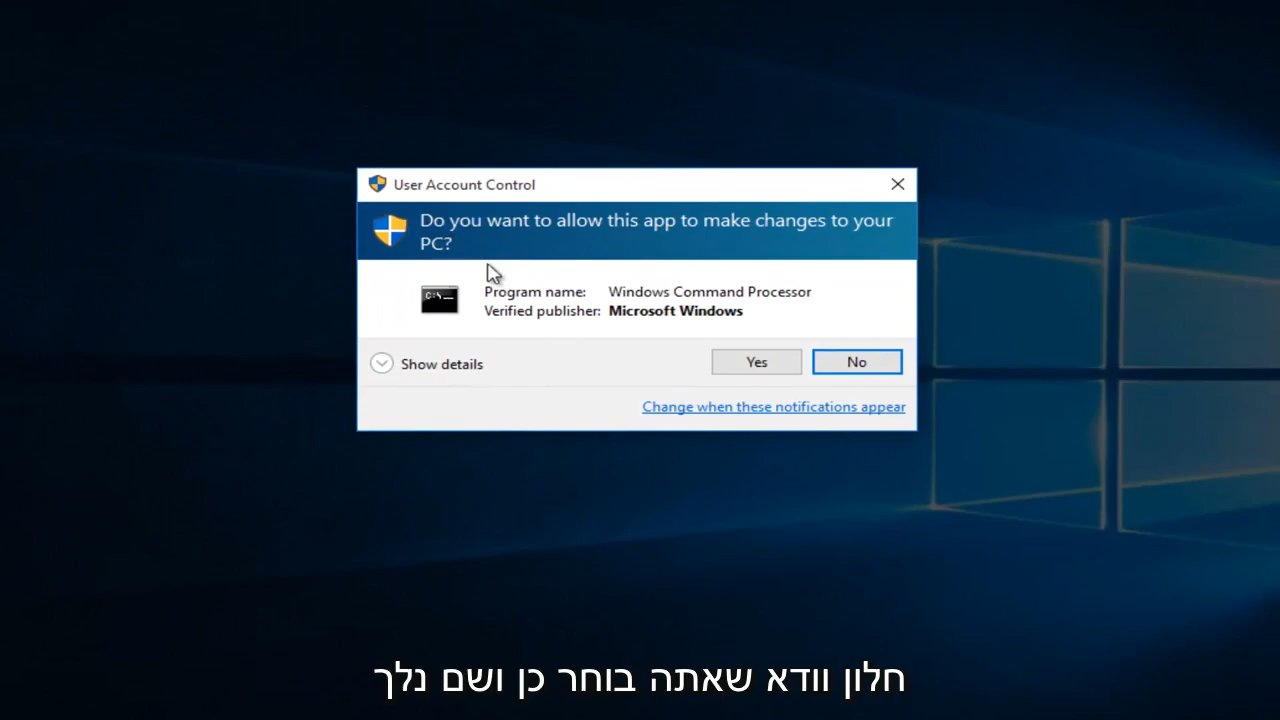 User Account Control
Do you want to allow this app to make changes to your
PC?
C:\
Program name: Windows Command Processor
Verified publisher: Microsoft Windows
Show details
Yes
No
Change when these notifications appear
חלון וודא שאתה בוחר כן ושם נלך